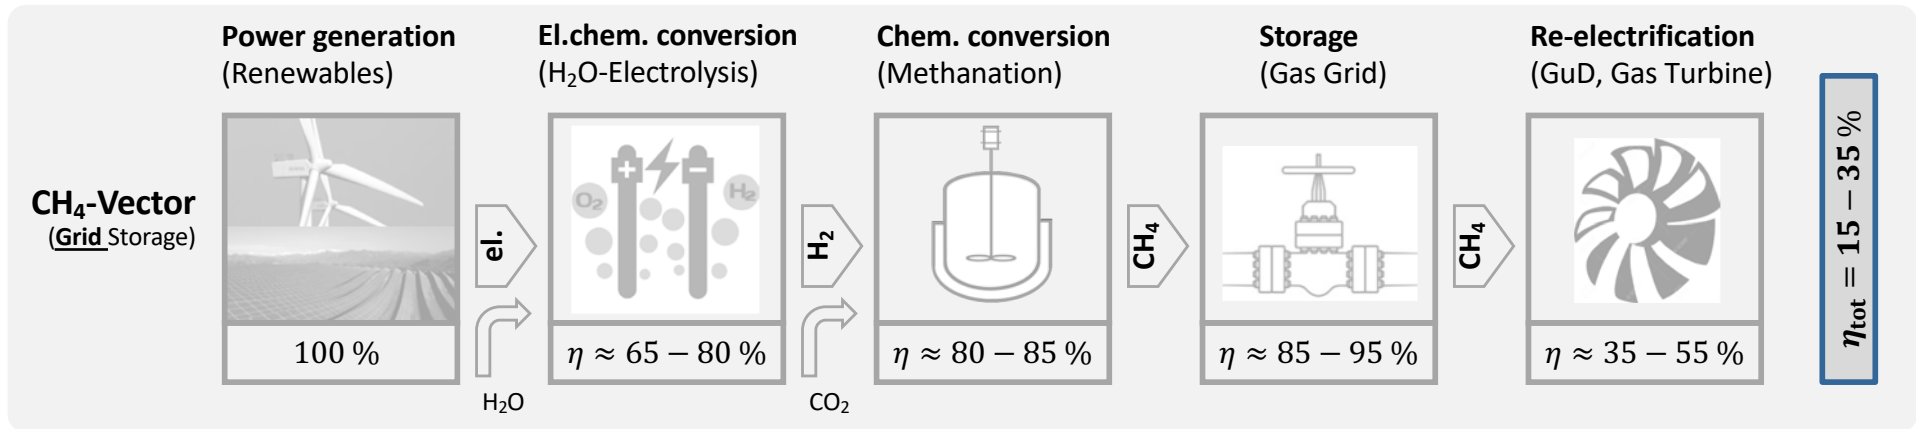 Power generation
(Renewables)
El.chem. conversion
(H₂O-Electrolysis)
Chem. conversion
(Methanation)
Storage
(Gas Grid)
Re-electrification
(GuD, Gas Turbine)
CH₄-Vector
(Grid Storage)
el.
H₂O
O₂
+
−
H₂
H₂
CO₂
CH₄
CH₄
100 %
η ≈ 65 − 80 %
η ≈ 80 − 85 %
η ≈ 85 − 95 %
η ≈ 35 − 55 %
η_tot = 15 − 35 %